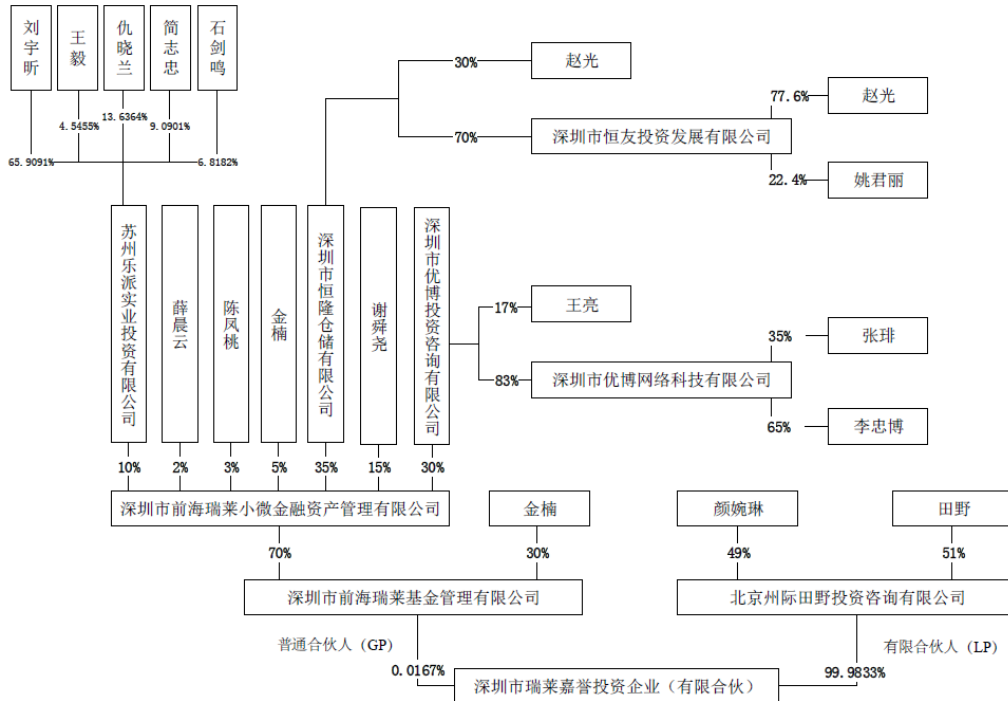 刘宇昕
王毅
仇晓兰
简志忠
石剑鸣
65.9091%
4.5455%
13.6364%
9.0901%
6.8182%
30%
赵光
70%
深圳市恒友投资发展有限公司
77.6%
赵光
22.4%
姚君丽
苏州乐派实业投资有限公司
薛晨云
陈凤桃
金楠
深圳市恒隆仓储有限公司
谢舜尧
深圳市优博投资咨询有限公司
17%
王亮
83%
深圳市优博网络科技有限公司
35%
张琲
65%
李忠博
10%
2%
3%
5%
35%
15%
30%
深圳市前海瑞莱小微金融资产管理有限公司
金楠
颜婉琳
田野
70%
30%
49%
51%
深圳市前海瑞莱基金管理有限公司
北京州际田野投资咨询有限公司
普通合伙人（GP）
有限合伙人（LP）
0.0167%
99.9833%
深圳市瑞莱嘉誉投资企业（有限合伙）